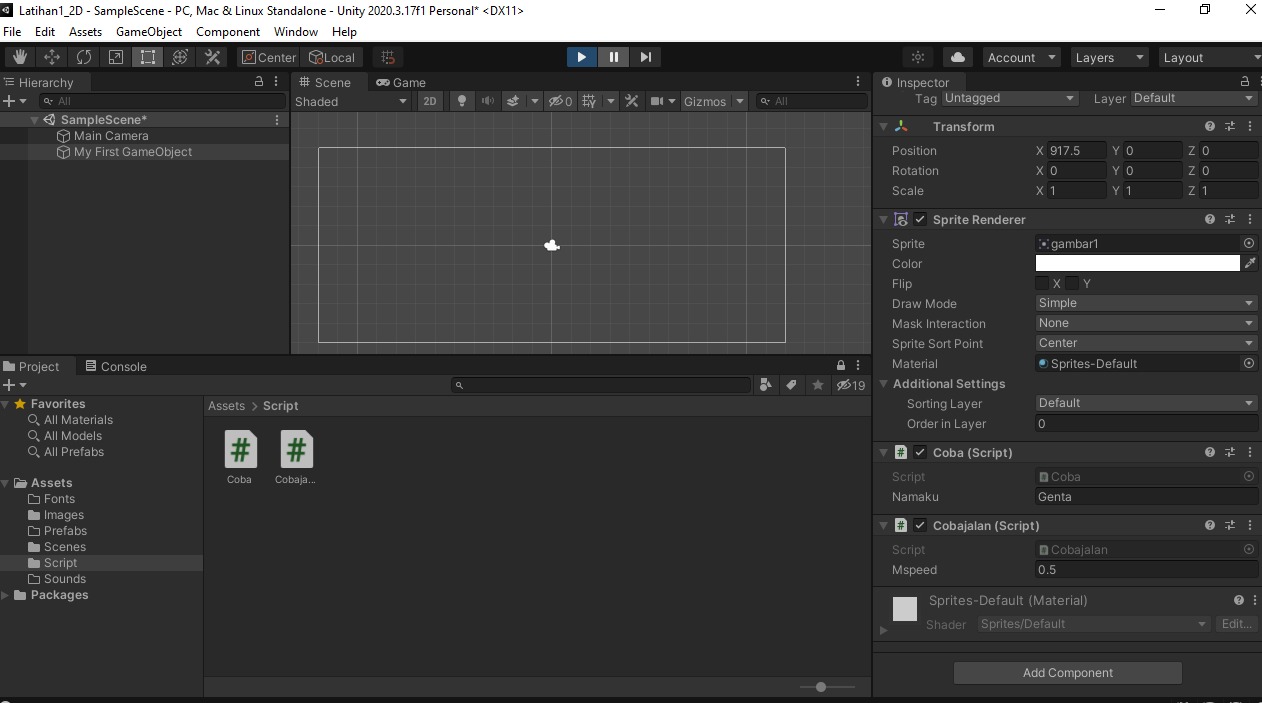 Latihan1_2D - SampleScene - PC, Mac & Linux Standalone - Unity 2020.3.17f1 Personal* <DX11>
File Edit Assets GameObject Component Window Help
Center Local Account Layers Layout
Hierarchy
All
SampleScene*
Main Camera
My First GameObject
Scene Game
Shaded 2D 0 Gizmos All
Inspector
Tag Untagged Layer Default
Transform
Position X 917.5 Y 0 Z 0
Rotation X 0 Y 0 Z 0
Scale X 1 Y 1 Z 1
Sprite Renderer
Sprite gambar1
Color
Flip X Y
Draw Mode Simple
Mask Interaction None
Sprite Sort Point Center
Material Sprites-Default
Additional Settings
Sorting Layer Default
Order in Layer 0
# Coba (Script)
Script Coba
Namaku Genta
# Cobajalan (Script)
Script Cobajalan
Mspeed 0.5
Sprites-Default (Material)
Shader Sprites/Default Edit...
Add Component
Project Console
19
Favorites
All Materials
All Models
All Prefabs
Assets
Fonts
Images
Prefabs
Scenes
Script
Sounds
Packages
Assets > Script
# #
Coba Cobaja...